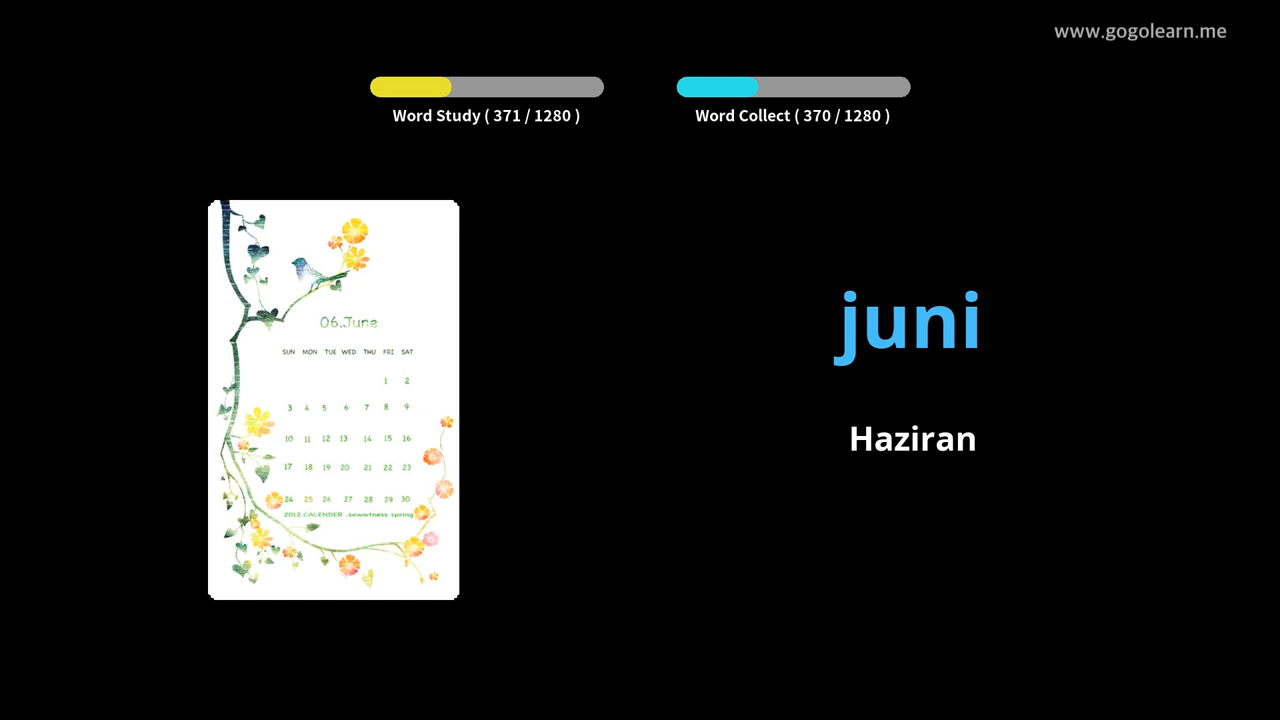 www.gogolearn.me
Word Study ( 371 / 1280 )
Word Collect ( 370 / 1280 )
06.June
SUN MON TUE WED THU FRI SAT
1 2
3 4 5 6 7 8 9
10 11 12 13 14 15 16
17 18 19 20 21 22 23
24 25 26 27 28 29 30
2012.CALENDER .sewwtness spring
juni
Haziran